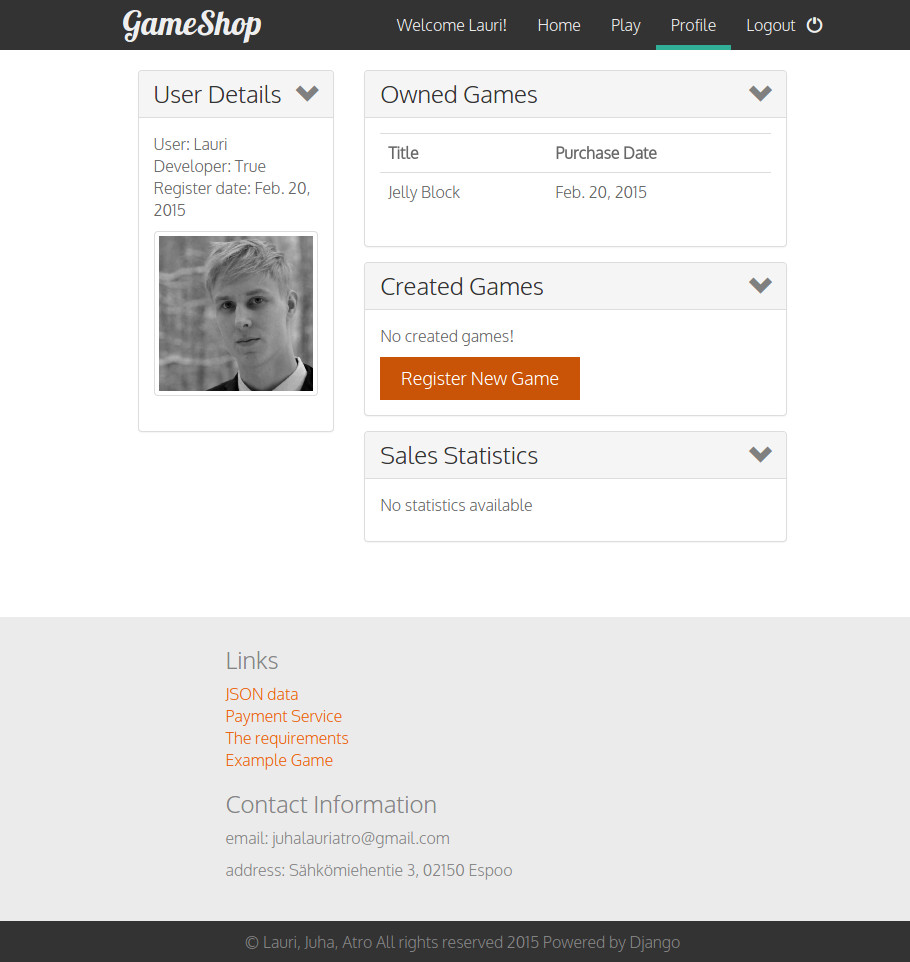 GameShop
Welcome Lauri! Home Play Profile Logout
User Details
User: Lauri
Developer: True
Register date: Feb. 20,
2015
Owned Games
Title Purchase Date
Jelly Block Feb. 20, 2015
Created Games
No created games!
Register New Game
Sales Statistics
No statistics available
Links
JSON data
Payment Service
The requirements
Example Game
Contact Information
email: juhalauriatro@gmail.com
address: Sähkömiehentie 3, 02150 Espoo
© Lauri, Juha, Atro All rights reserved 2015 Powered by Django